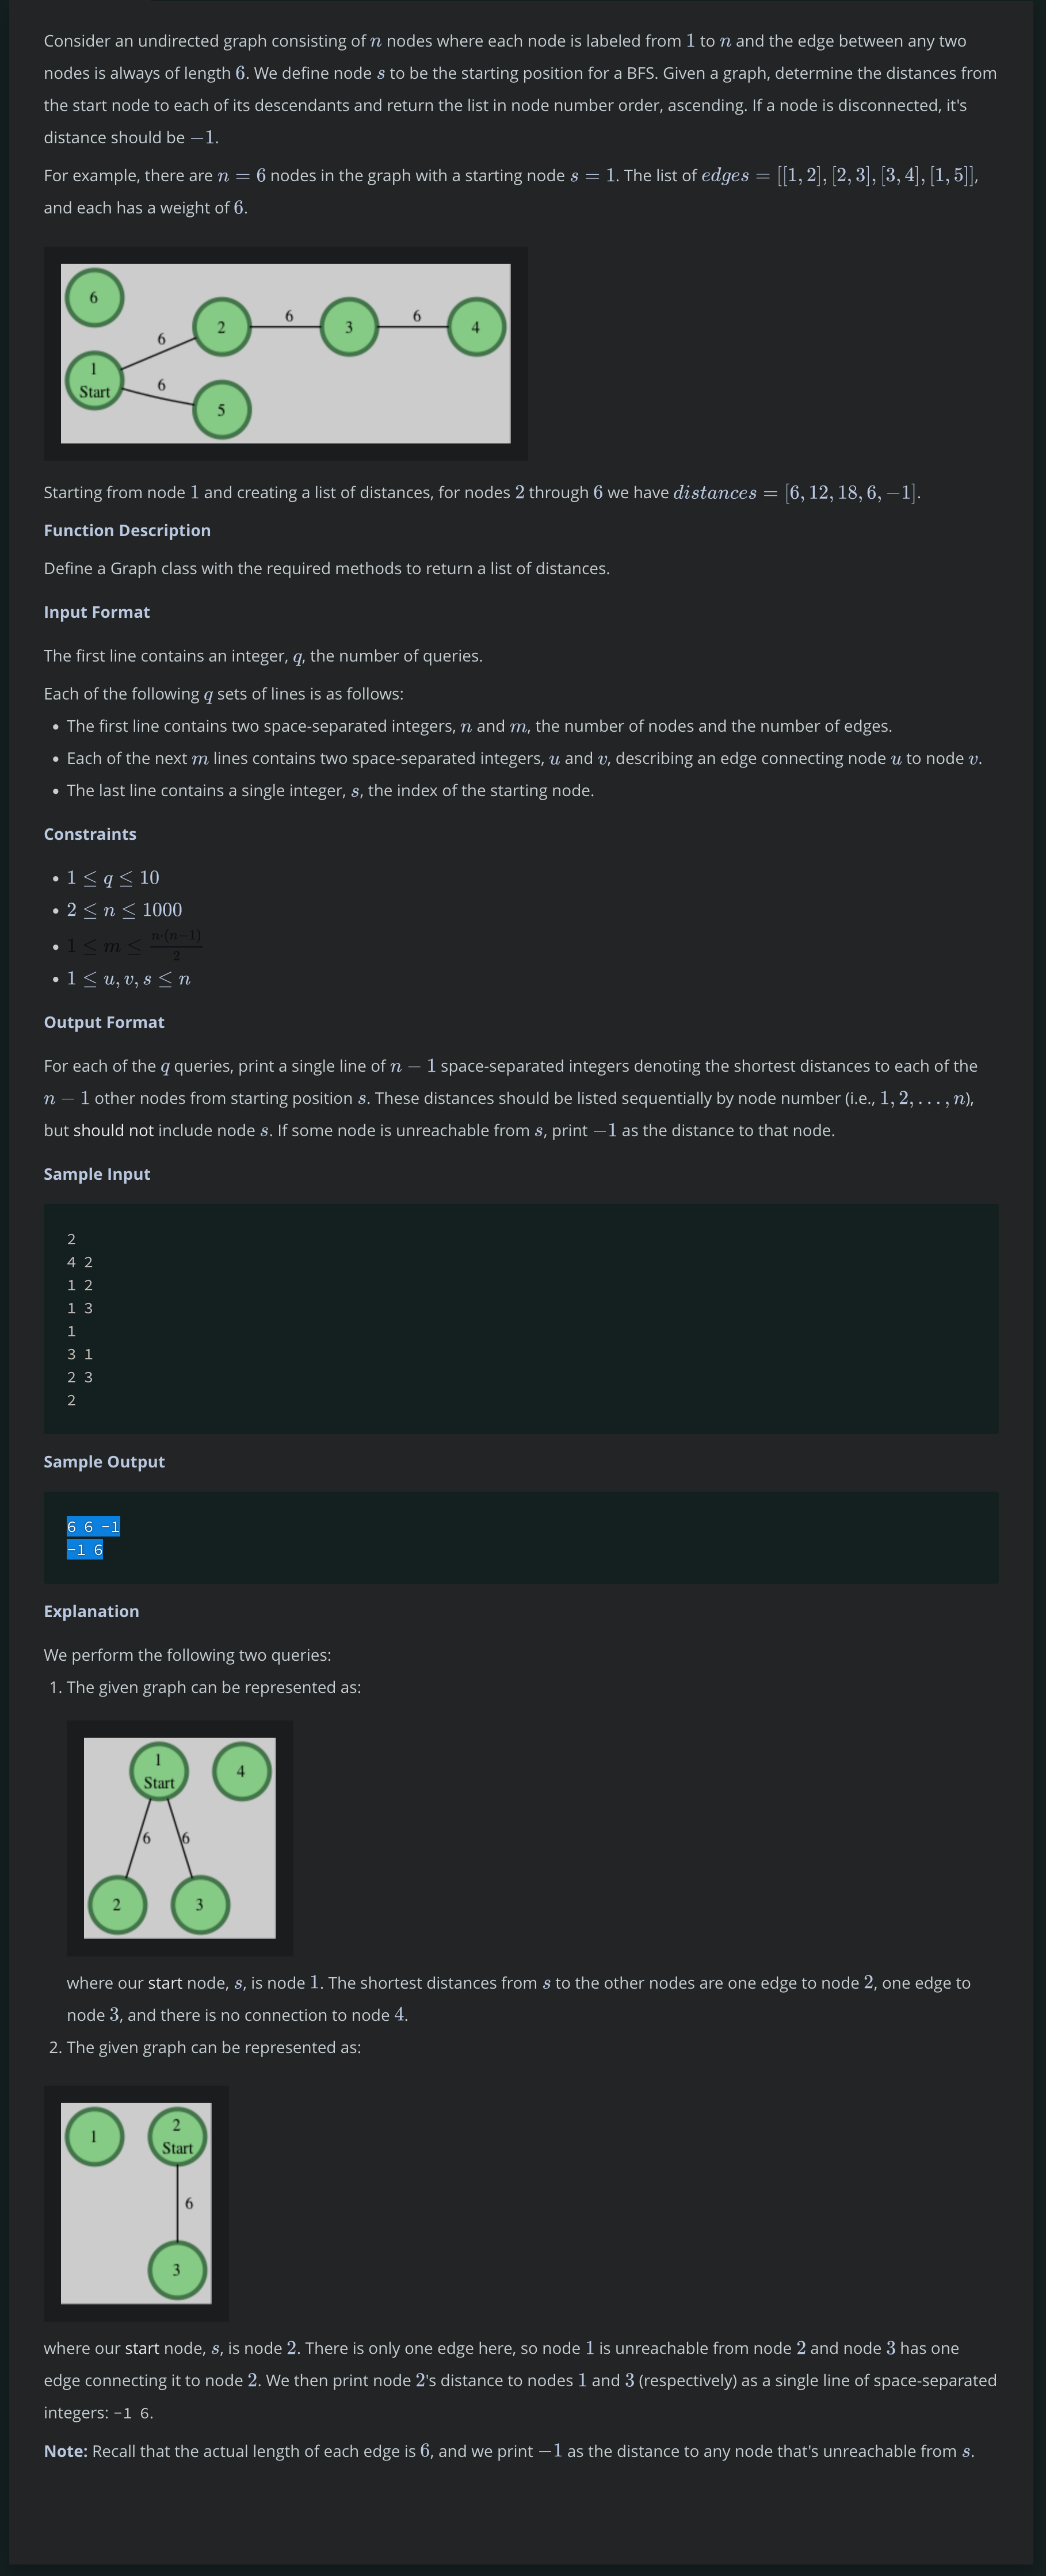 Consider an undirected graph consisting of n nodes where each node is labeled from 1 to n and the edge between any two
nodes is always of length 6. We define node s to be the starting position for a BFS. Given a graph, determine the distances from
the start node to each of its descendants and return the list in node number order, ascending. If a node is disconnected, it's
distance should be −1.
For example, there are n = 6 nodes in the graph with a starting node s = 1. The list of edges = [[1, 2], [2, 3], [3, 4], [1, 5]],
and each has a weight of 6.
6
2
6
3
6
4
6
1
Start
6
5
Starting from node 1 and creating a list of distances, for nodes 2 through 6 we have distances = [6, 12, 18, 6, −1].
Function Description
Define a Graph class with the required methods to return a list of distances.
Input Format
The first line contains an integer, q, the number of queries.
Each of the following q sets of lines is as follows:
• The first line contains two space-separated integers, n and m, the number of nodes and the number of edges.
• Each of the next m lines contains two space-separated integers, u and v, describing an edge connecting node u to node v.
• The last line contains a single integer, s, the index of the starting node.
Constraints
• 1 ≤ q ≤ 10
• 2 ≤ n ≤ 1000
• 1 ≤ m ≤ n·(n−1)/2
• 1 ≤ u, v, s ≤ n
Output Format
For each of the q queries, print a single line of n − 1 space-separated integers denoting the shortest distances to each of the
n − 1 other nodes from starting position s. These distances should be listed sequentially by node number (i.e., 1, 2, . . . , n),
but should not include node s. If some node is unreachable from s, print −1 as the distance to that node.
Sample Input
2
4 2
1 2
1 3
1
3 1
2 3
2
Sample Output
6 6 -1
-1 6
Explanation
We perform the following two queries:
1. The given graph can be represented as:
1
Start
4
6 6
2 3
where our start node, s, is node 1. The shortest distances from s to the other nodes are one edge to node 2, one edge to
node 3, and there is no connection to node 4.
2. The given graph can be represented as:
1
2
Start
6
3
where our start node, s, is node 2. There is only one edge here, so node 1 is unreachable from node 2 and node 3 has one
edge connecting it to node 2. We then print node 2's distance to nodes 1 and 3 (respectively) as a single line of space-separated
integers: -1 6.
Note: Recall that the actual length of each edge is 6, and we print −1 as the distance to any node that's unreachable from s.